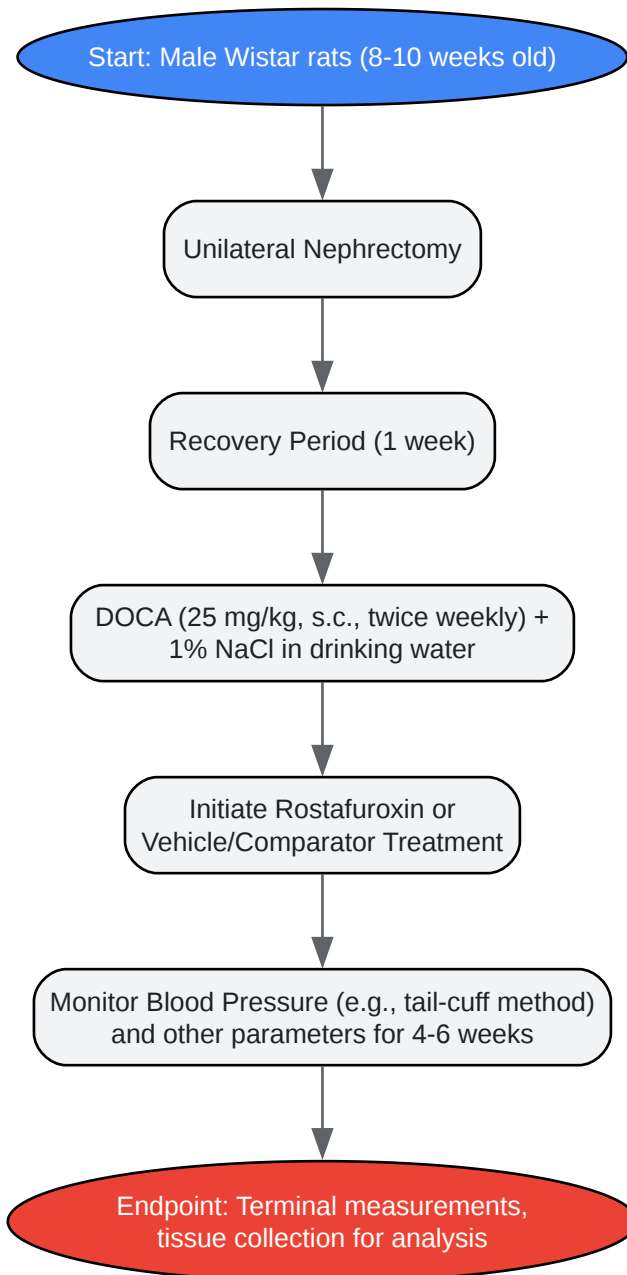 Start: Male Wistar rats (8-10 weeks old)
Unilateral Nephrectomy
Recovery Period (1 week)
DOCA (25 mg/kg, s.c., twice weekly) +
1% NaCl in drinking water
Initiate Rostafuroxin or
Vehicle/Comparator Treatment
Monitor Blood Pressure (e.g., tail-cuff method)
and other parameters for 4-6 weeks
Endpoint: Terminal measurements,
tissue collection for analysis